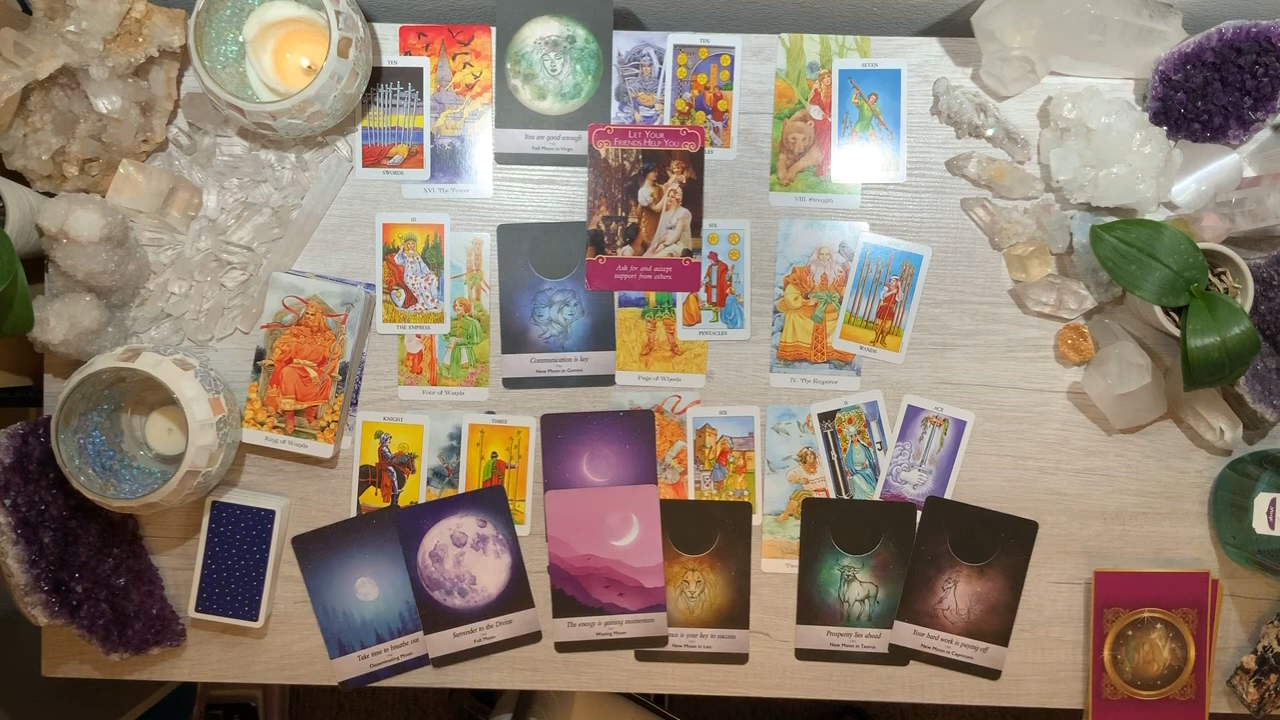 TEN
SWORDS
XVI. The Tower
You are good enough
Full Moon in Virgo
TEN
LET YOUR
FRIENDS HELP YOU
Ask for and accept
support from others.
VIII. Strength
SEVEN
III
THE EMPRESS
Four of Wands
Communication is key
New Moon in Gemini
SIX
PENTACLES
Page of Wands
IV. The Emperor
WANDS
King of Wands
KNIGHT
THREE
SIX
II
J
ACE
Take time to breathe out
Disseminating Moon
Surrender to the Divine
Full Moon
The energy is gaining momentum
Waxing Moon
is your key to success
New Moon in Leo
Prosperity lies ahead
New Moon in Taurus
Your hard work is paying off
New Moon in Capricorn